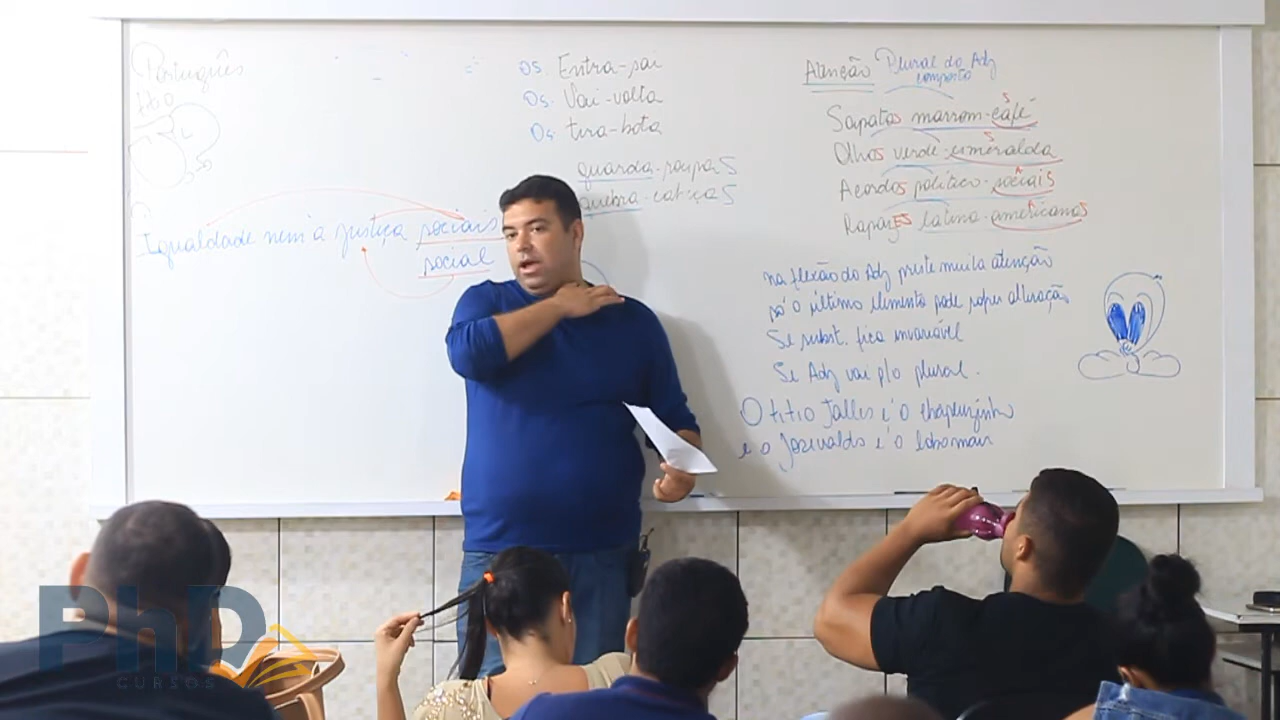 Português
Os. Entra-sai
Os. Vai-volta
Os. tira-bota
guarda-roupaS
quebra-cabeçaS
Igualdade nem à justiça sociais
social
Atenção Plural do Adj
composto
Sapatos marrom-café
s
Olhos verde-esmeralda
s
Acordos político-sociais
Rapazes latino-americanos
na flexão do Adj preste muita atenção
só o último elemento pode sofrer alteração
Se subst. fica invariável
Se Adj vai p/o plural.
O titio Talles é o chapeuzinho
e o Josivaldo é o lobo mau
PhD
CURSOS